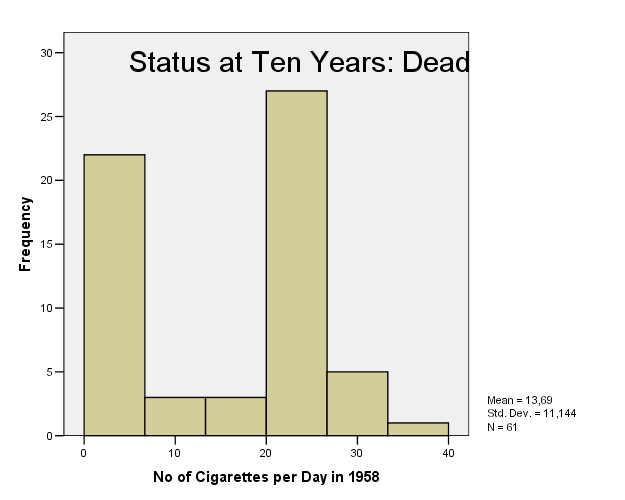 Status at Ten Years: Dead
30
25
20
15
10
5
0
Frequency
0 10 20 30 40
No of Cigarettes per Day in 1958
Mean = 13,69
Std. Dev. = 11,144
N = 61